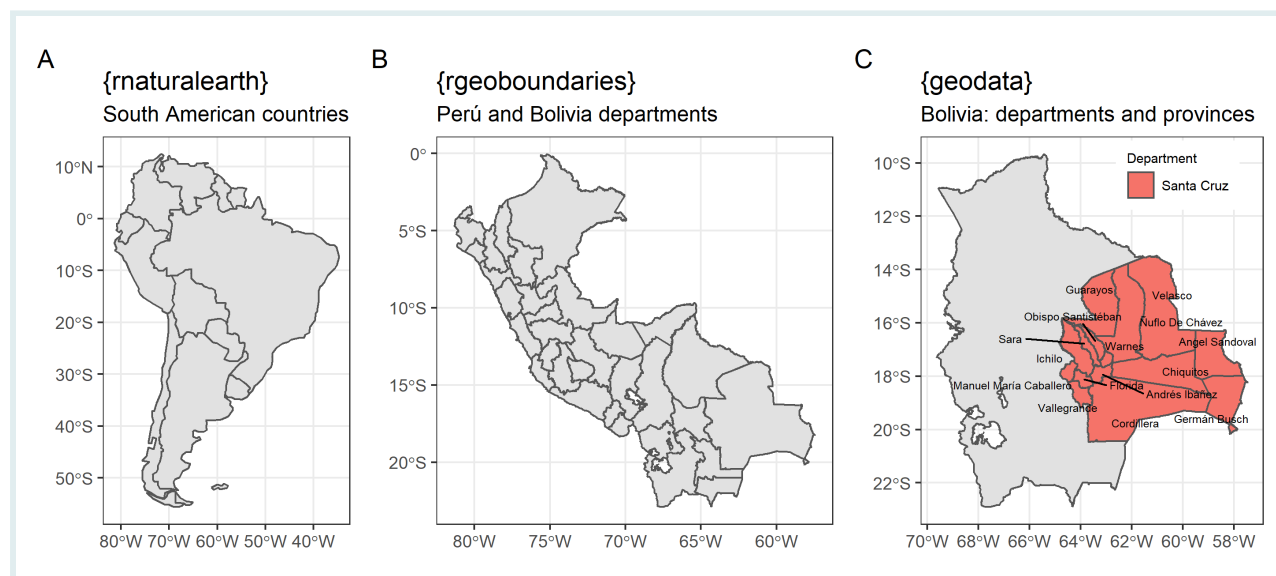 A
{rnaturalearth}
South American countries
10°N
0°
10°S
20°S
30°S
40°S
50°S
80°W 70°W 60°W 50°W 40°W
B
{rgeoboundaries}
Perú and Bolivia departments
0°
5°S
10°S
15°S
20°S
80°W 75°W 70°W 65°W 60°W
C
{geodata}
Bolivia: departments and provinces
Department
Santa Cruz
10°S
12°S
14°S
16°S
18°S
20°S
22°S
Guarayos
Velasco
Obispo Santistéban
Ñuflo De Chávez
Sara
Warnes
Angel Sandoval
Ichilo
Chiquitos
Manuel María Caballero
Florida
Andrés Ibáñez
Vallegrande
Cordillera
Germán Busch
70°W 68°W 66°W 64°W 62°W 60°W 58°W